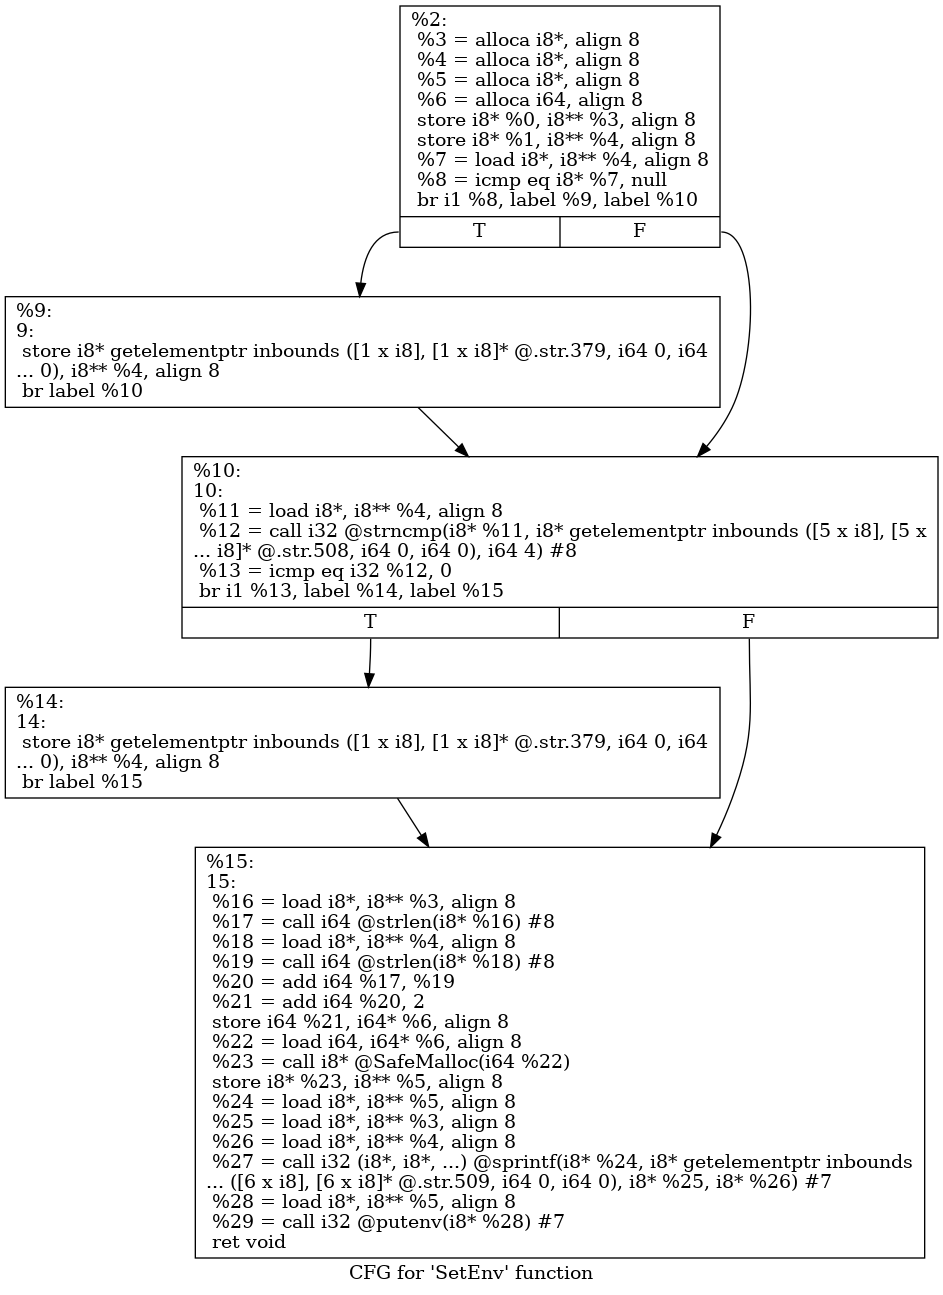 %2:
%3 = alloca i8*, align 8
%4 = alloca i8*, align 8
%5 = alloca i8*, align 8
%6 = alloca i64, align 8
store i8* %0, i8** %3, align 8
store i8* %1, i8** %4, align 8
%7 = load i8*, i8** %4, align 8
%8 = icmp eq i8* %7, null
br i1 %8, label %9, label %10
T F
%9:
9:
store i8* getelementptr inbounds ([1 x i8], [1 x i8]* @.str.379, i64 0, i64
... 0), i8** %4, align 8
br label %10
%10:
10:
%11 = load i8*, i8** %4, align 8
%12 = call i32 @strncmp(i8* %11, i8* getelementptr inbounds ([5 x i8], [5 x
... i8]* @.str.508, i64 0, i64 0), i64 4) #8
%13 = icmp eq i32 %12, 0
br i1 %13, label %14, label %15
T F
%14:
14:
store i8* getelementptr inbounds ([1 x i8], [1 x i8]* @.str.379, i64 0, i64
... 0), i8** %4, align 8
br label %15
%15:
15:
%16 = load i8*, i8** %3, align 8
%17 = call i64 @strlen(i8* %16) #8
%18 = load i8*, i8** %4, align 8
%19 = call i64 @strlen(i8* %18) #8
%20 = add i64 %17, %19
%21 = add i64 %20, 2
store i64 %21, i64* %6, align 8
%22 = load i64, i64* %6, align 8
%23 = call i8* @SafeMalloc(i64 %22)
store i8* %23, i8** %5, align 8
%24 = load i8*, i8** %5, align 8
%25 = load i8*, i8** %3, align 8
%26 = load i8*, i8** %4, align 8
%27 = call i32 (i8*, i8*, ...) @sprintf(i8* %24, i8* getelementptr inbounds
... ([6 x i8], [6 x i8]* @.str.509, i64 0, i64 0), i8* %25, i8* %26) #7
%28 = load i8*, i8** %5, align 8
%29 = call i32 @putenv(i8* %28) #7
ret void
CFG for 'SetEnv' function